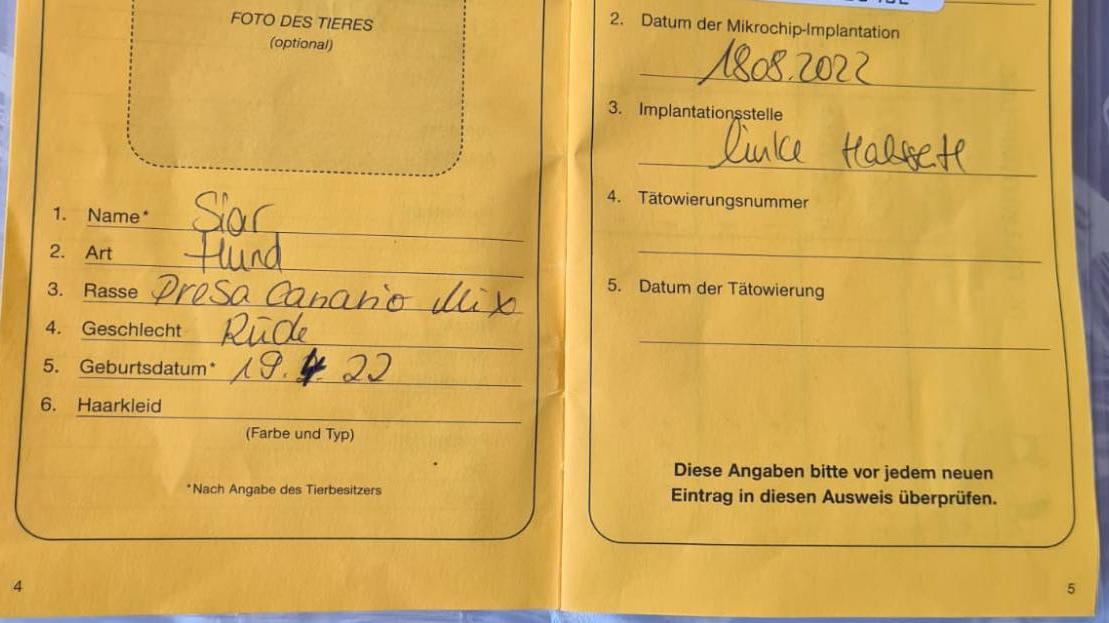 FOTO DES TIERES
(optional)
1. Name* Siar
2. Art Hund
3. Rasse Presa Canario Mix
4. Geschlecht Rüde
5. Geburtsdatum* 19. 4. 22
6. Haarkleid
(Farbe und Typ)
*Nach Angabe des Tierbesitzers
4
2. Datum der Mikrochip-Implantation
18.08.2022
3. Implantationsstelle
linke
4. Tätowierungsnummer
5. Datum der Tätowierung
Diese Angaben bitte vor jedem neuen
Eintrag in diesen Ausweis überprüfen.
5